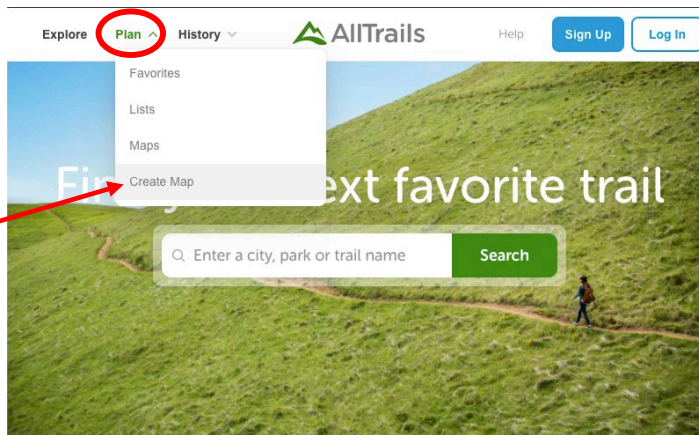 Explore Plan History AllTrails Help Sign Up Log In
Favorites
Lists
Maps
Create Map
ext favorite trail
Enter a city, park or trail name Search